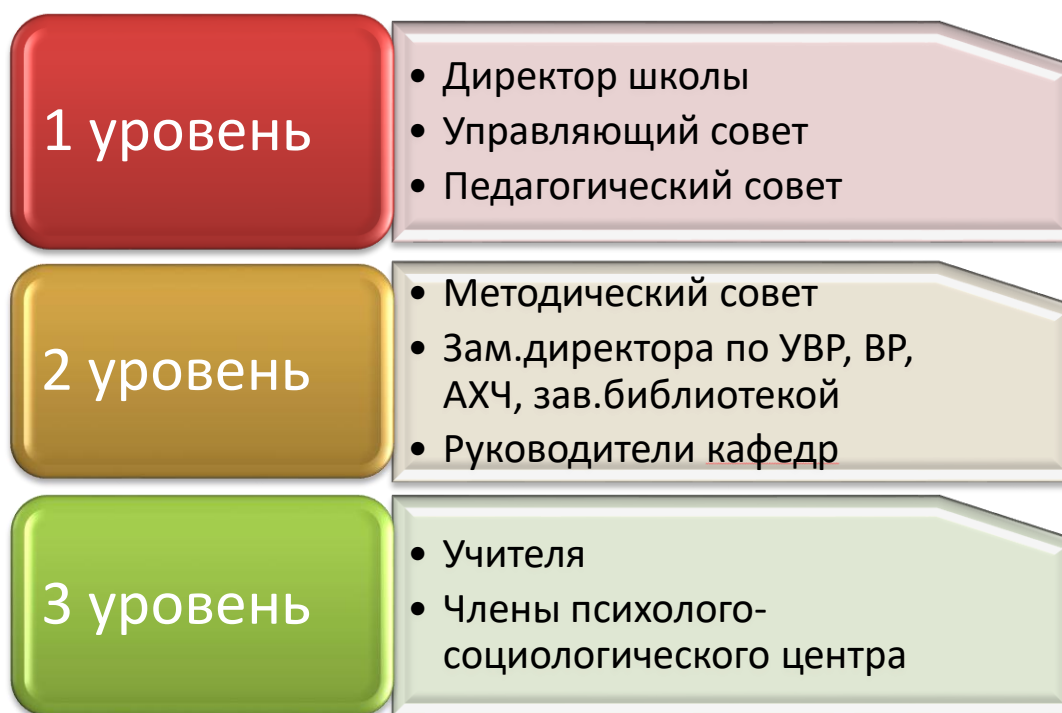 1 уровень
• Директор школы
• Управляющий совет
• Педагогический совет
2 уровень
• Методический совет
• Зам.директора по УВР, ВР,
АХЧ, зав.библиотекой
• Руководители кафедр
3 уровень
• Учителя
• Члены психолого-
социологического центра